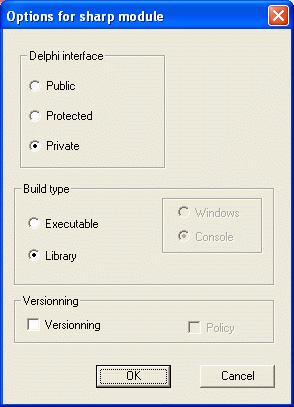 Options for sharp module
Delphi interface
Public
Protected
Private
Build type
Executable
Windows
Console
Library
Versionning
Versionning
Policy
OK
Cancel